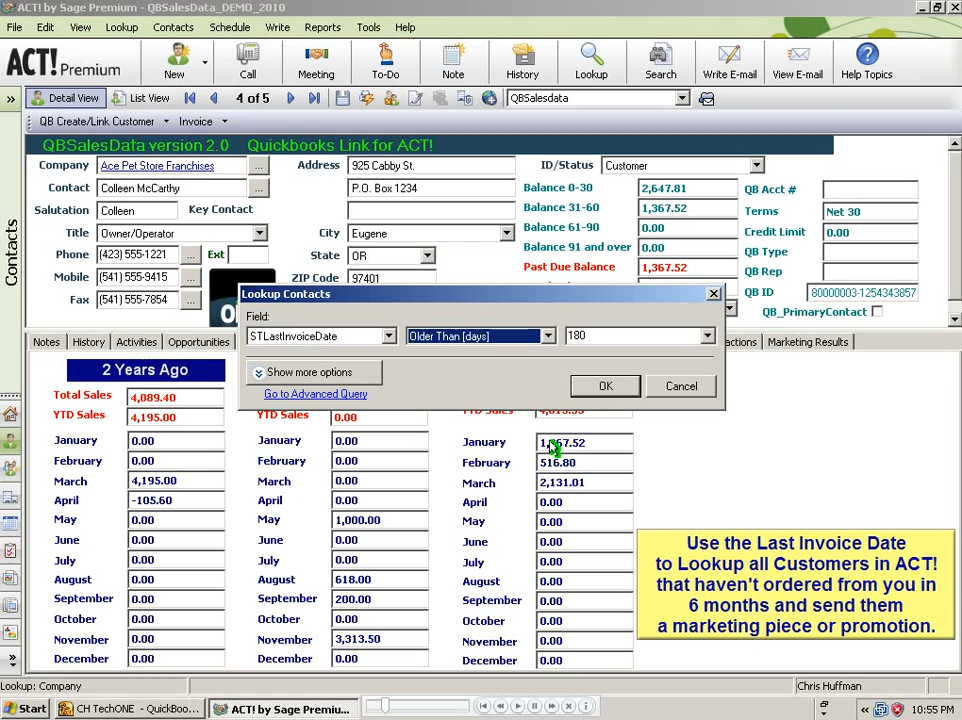 ACT! by Sage Premium - QBSalesData_DEMO_2010
File Edit View Lookup Contacts Schedule Write Reports Tools Help
ACT! Premium New Call Meeting To-Do Note History Lookup Search Write E-mail View E-mail Help Topics
Detail View List View 4 of 5 QBSalesdata
QB Create/Link Customer Invoice
QBSalesData version 2.0 Quickbooks Link for ACT!
Company Ace Pet Store Franchises ... Address 925 Cabby St. ID/Status Customer
Contact Colleen McCarthy ... P.O. Box 1234 Balance 0-30 2,647.81 QB Acct #
Salutation Colleen Key Contact Balance 31-60 1,367.52 Terms Net 30
Title Owner/Operator City Eugene Balance 61-90 0.00 Credit Limit 0.00
Phone (423) 555-1221 ... Ext State OR Balance 91 and over 0.00 QB Type
Mobile (541) 555-9415 ... ZIP Code 97401 Past Due Balance 1,367.52 QB Rep
Fax (541) 555-7854 ... QB ID 80000003-1254343857
QB_PrimaryContact
Contacts
Lookup Contacts
Field:
STLastInvoiceDate Older Than [days] 180
Show more options
Go to Advanced Query
OK Cancel
Notes History Activities Opportunities Marketing Results
2 Years Ago
Total Sales 4,089.40
YTD Sales 4,195.00 YTD Sales 0.00 YTD Sales
January 0.00 January 0.00 January
February 0.00 February 0.00 February 516.80
March 4,195.00 March 0.00 March 2,131.01
April -105.60 April 0.00 April 0.00
May 0.00 May 1,000.00 May 0.00
June 0.00 June 0.00 June 0.00
July 0.00 July 0.00 July 0.00
August 0.00 August 618.00 August 0.00
September 0.00 September 200.00 September 0.00
October 0.00 October 0.00 October 0.00
November 0.00 November 3,313.50 November 0.00
December 0.00 December 0.00 December 0.00
Use the Last Invoice Date
to Lookup all Customers in ACT!
that haven't ordered from you in
6 months and send them
a marketing piece or promotion.
Lookup: Company Chris Huffman
Start CH TechONE - QuickBoo... ACT! by Sage Premiu... 10:55 PM